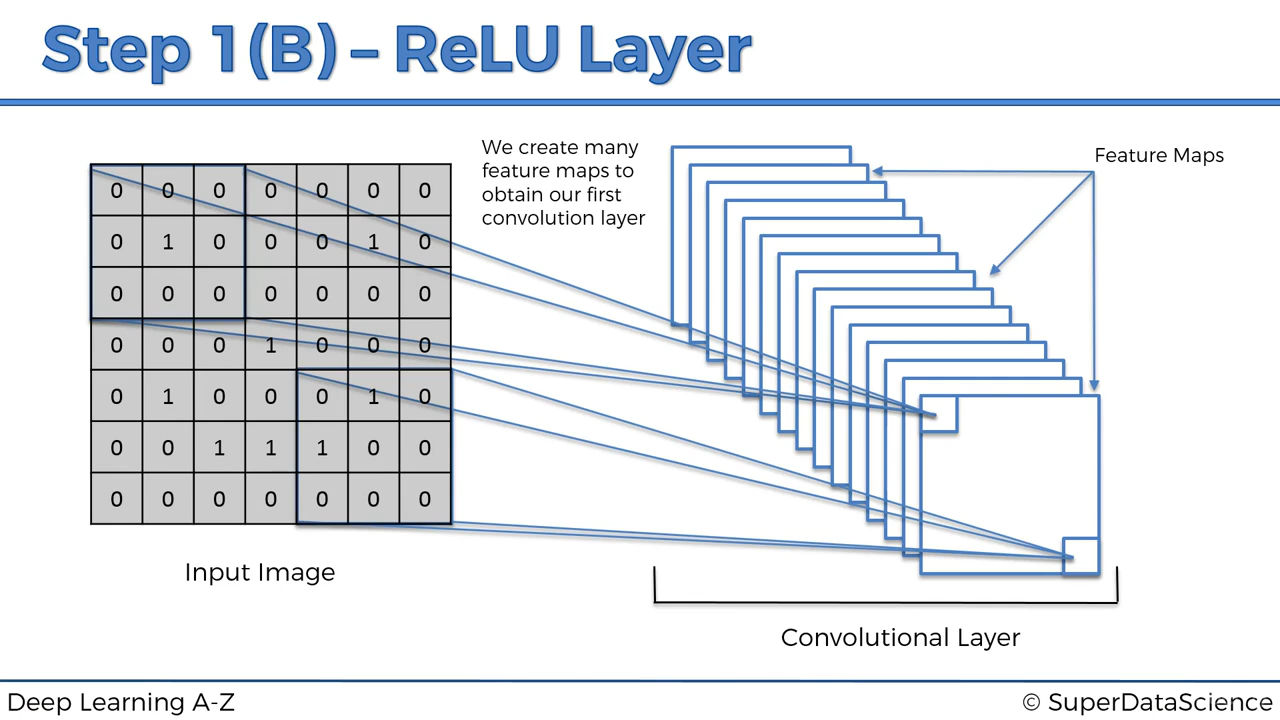 Step 1(B) – ReLU Layer
We create many
feature maps to
obtain our first
convolution layer
Feature Maps
0 0 0 0 0 0 0
0 1 0 0 0 1 0
0 0 0 0 0 0 0
0 0 0 1 0 0 0
0 1 0 0 0 1 0
0 0 1 1 1 0 0
0 0 0 0 0 0 0
Input Image
Convolutional Layer
Deep Learning A-Z
© SuperDataScience